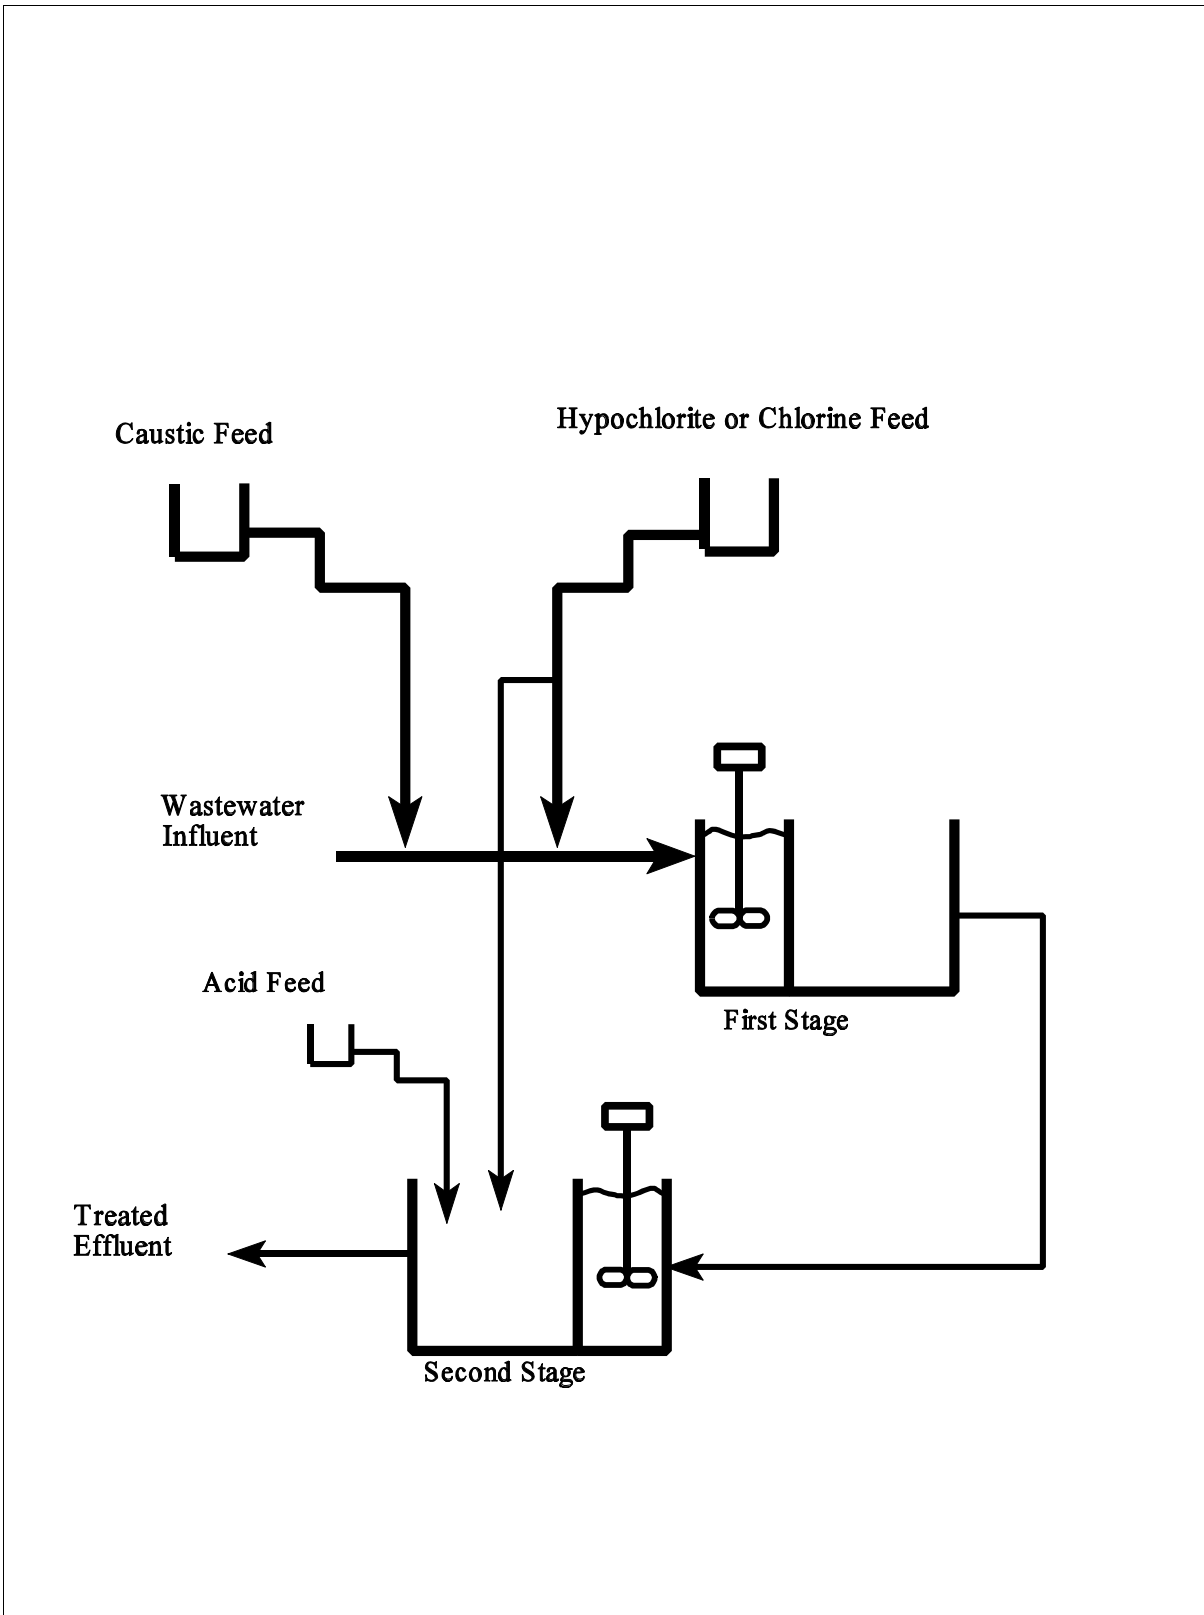 Caustic Feed
Hypochlorite or Chlorine Feed
Wastewater
Influent
Acid Feed
First Stage
Treated
Effluent
Second Stage